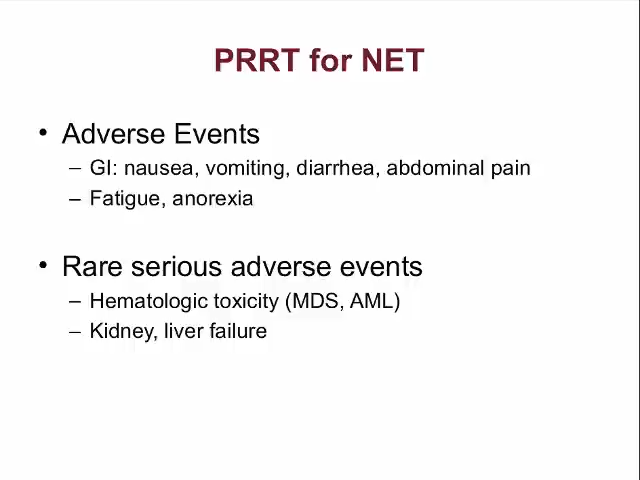 PRRT for NET
• Adverse Events
– GI: nausea, vomiting, diarrhea, abdominal pain
– Fatigue, anorexia
• Rare serious adverse events
– Hematologic toxicity (MDS, AML)
– Kidney, liver failure